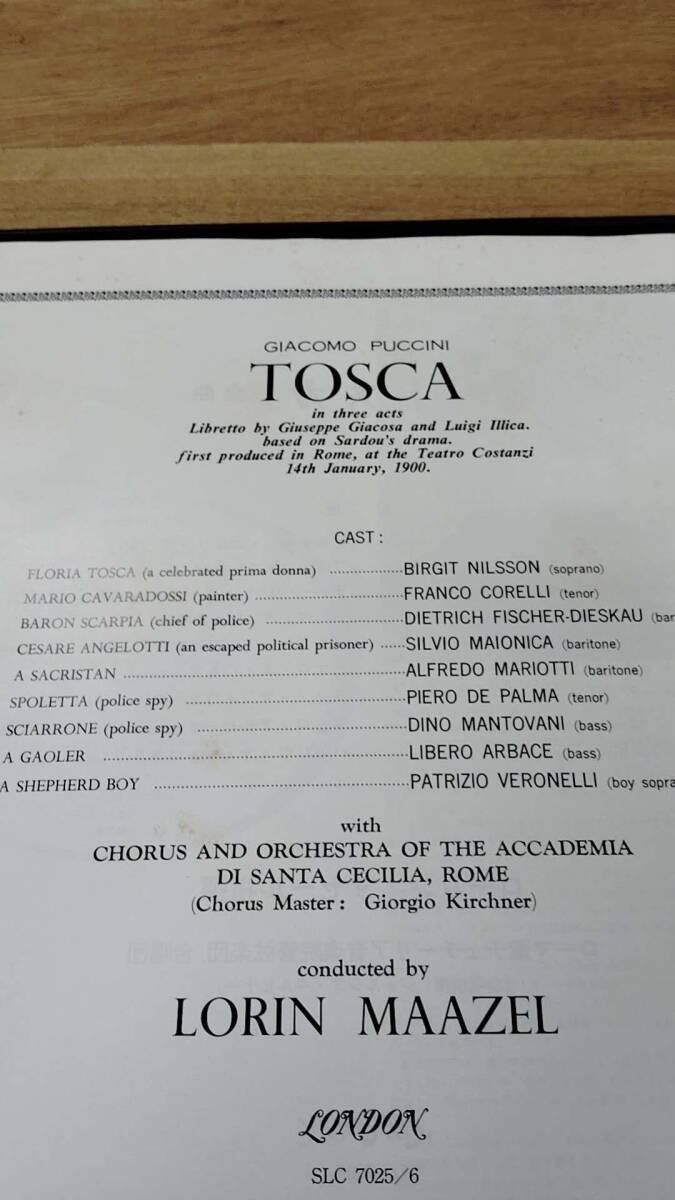 GIACOMO PUCCINI
TOSCA
in three acts
Libretto by Giuseppe Giacosa and Luigi Illica.
based on Sardou's drama.
first produced in Rome, at the Teatro Costanzi
14th January, 1900.
CAST :
FLORIA TOSCA (a celebrated prima donna) ..................BIRGIT NILSSON (soprano)
MARIO CAVARADOSSI (painter) ....................................FRANCO CORELLI (tenor)
BARON SCARPIA (chief of police) ..................................DIETRICH FISCHER-DIESKAU (bar
CESARE ANGELOTTI (an escaped political prisoner) ......SILVIO MAIONICA (baritone)
A SACRISTAN ......................................................ALFREDO MARIOTTI (baritone)
SPOLETTA (police spy) ..............................................PIERO DE PALMA (tenor)
SCIARRONE (police spy) ............................................DINO MANTOVANI (bass)
A GAOLER ..............................................................LIBERO ARBACE (bass)
A SHEPHERD BOY ......................................................PATRIZIO VERONELLI (boy sopra
with
CHORUS AND ORCHESTRA OF THE ACCADEMIA
DI SANTA CECILIA, ROME
(Chorus Master : Giorgio Kirchner)
conducted by
LORIN MAAZEL
LONDON
SLC 7025/6